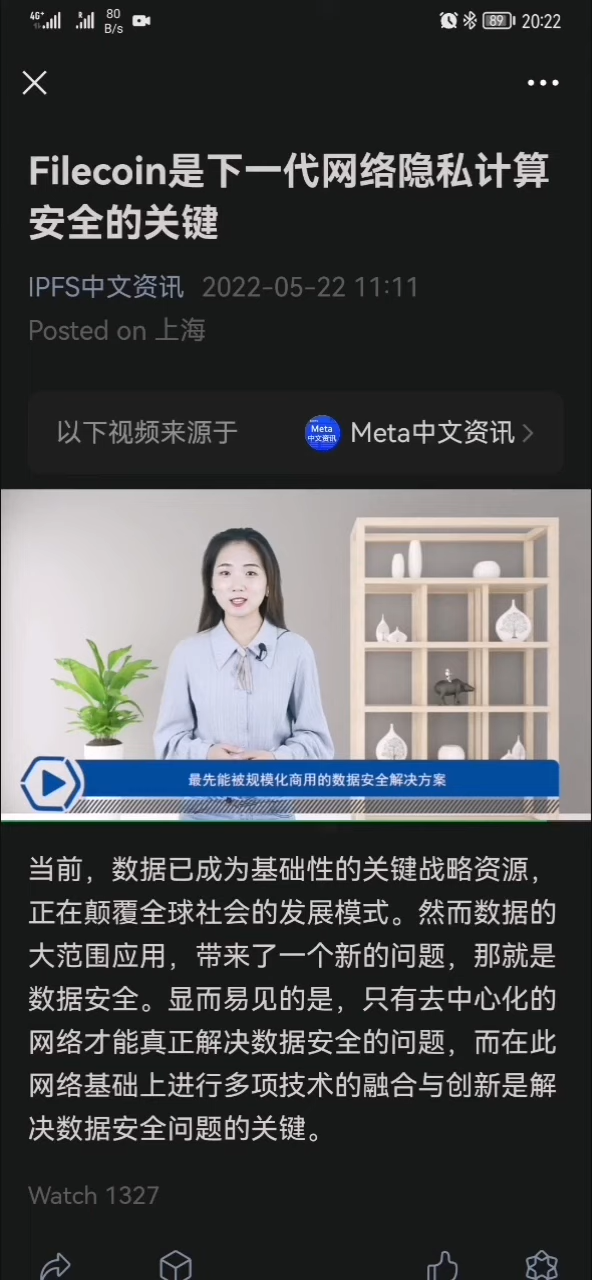 4G+
80
B/s
89
20:22
Filecoin是下一代网络隐私计算
安全的关键
IPFS中文资讯 2022-05-22 11:11
Posted on 上海
以下视频来源于
Meta
中文资讯
Meta中文资讯
最先能被规模化商用的数据安全解决方案
当前，数据已成为基础性的关键战略资源，
正在颠覆全球社会的发展模式。然而数据的
大范围应用，带来了一个新的问题，那就是
数据安全。显而易见的是，只有去中心化的
网络才能真正解决数据安全的问题，而在此
网络基础上进行多项技术的融合与创新是解
决数据安全问题的关键。
Watch 1327